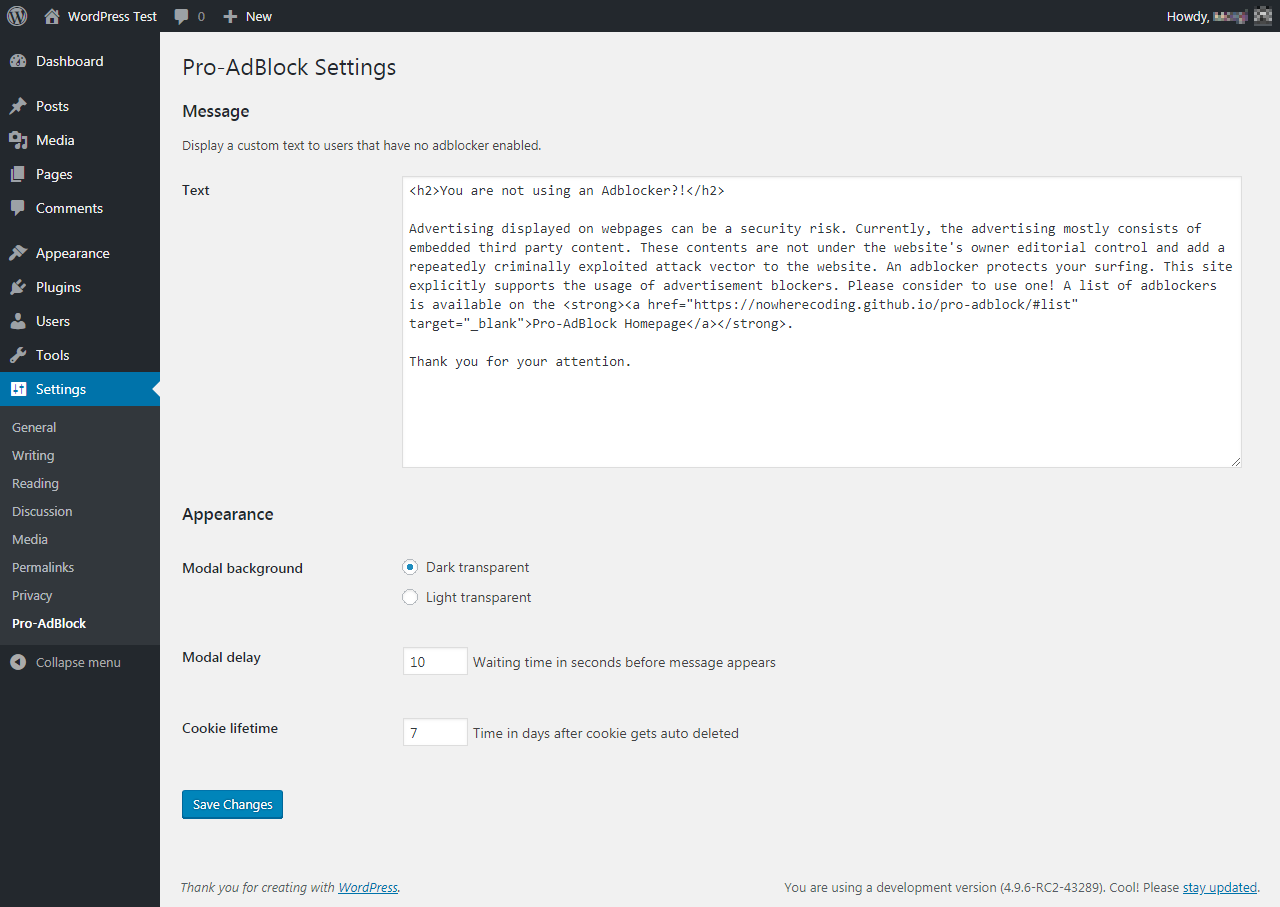 WordPress Test
0
New
Howdy,
Dashboard
Posts
Media
Pages
Comments
Appearance
Plugins
Users
Tools
Settings
General
Writing
Reading
Discussion
Media
Permalinks
Privacy
Pro-AdBlock
Collapse menu
Pro-AdBlock Settings
Message
Display a custom text to users that have no adblocker enabled.
Text
<h2>You are not using an Adblocker?!</h2>
Advertising displayed on webpages can be a security risk. Currently, the advertising mostly consists of
embedded third party content. These contents are not under the website's owner editorial control and add a
repeatedly criminally exploited attack vector to the website. An adblocker protects your surfing. This site
explicitly supports the usage of advertisement blockers. Please consider to use one! A list of adblockers
is available on the <strong><a href="https://nowherecoding.github.io/pro-adblock/#list"
target="_blank">Pro-AdBlock Homepage</a></strong>.
Thank you for your attention.
Appearance
Modal background
Dark transparent
Light transparent
Modal delay
10 Waiting time in seconds before message appears
Cookie lifetime
7 Time in days after cookie gets auto deleted
Save Changes
Thank you for creating with WordPress.
You are using a development version (4.9.6-RC2-43289). Cool! Please stay updated.